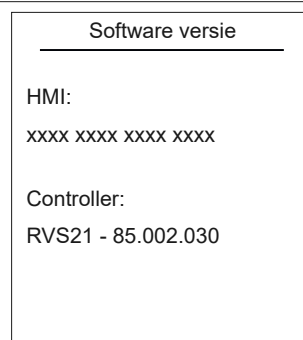 Software versie
HMI:
xxxx xxxx xxxx xxxx
Controller:
RVS21 - 85.002.030